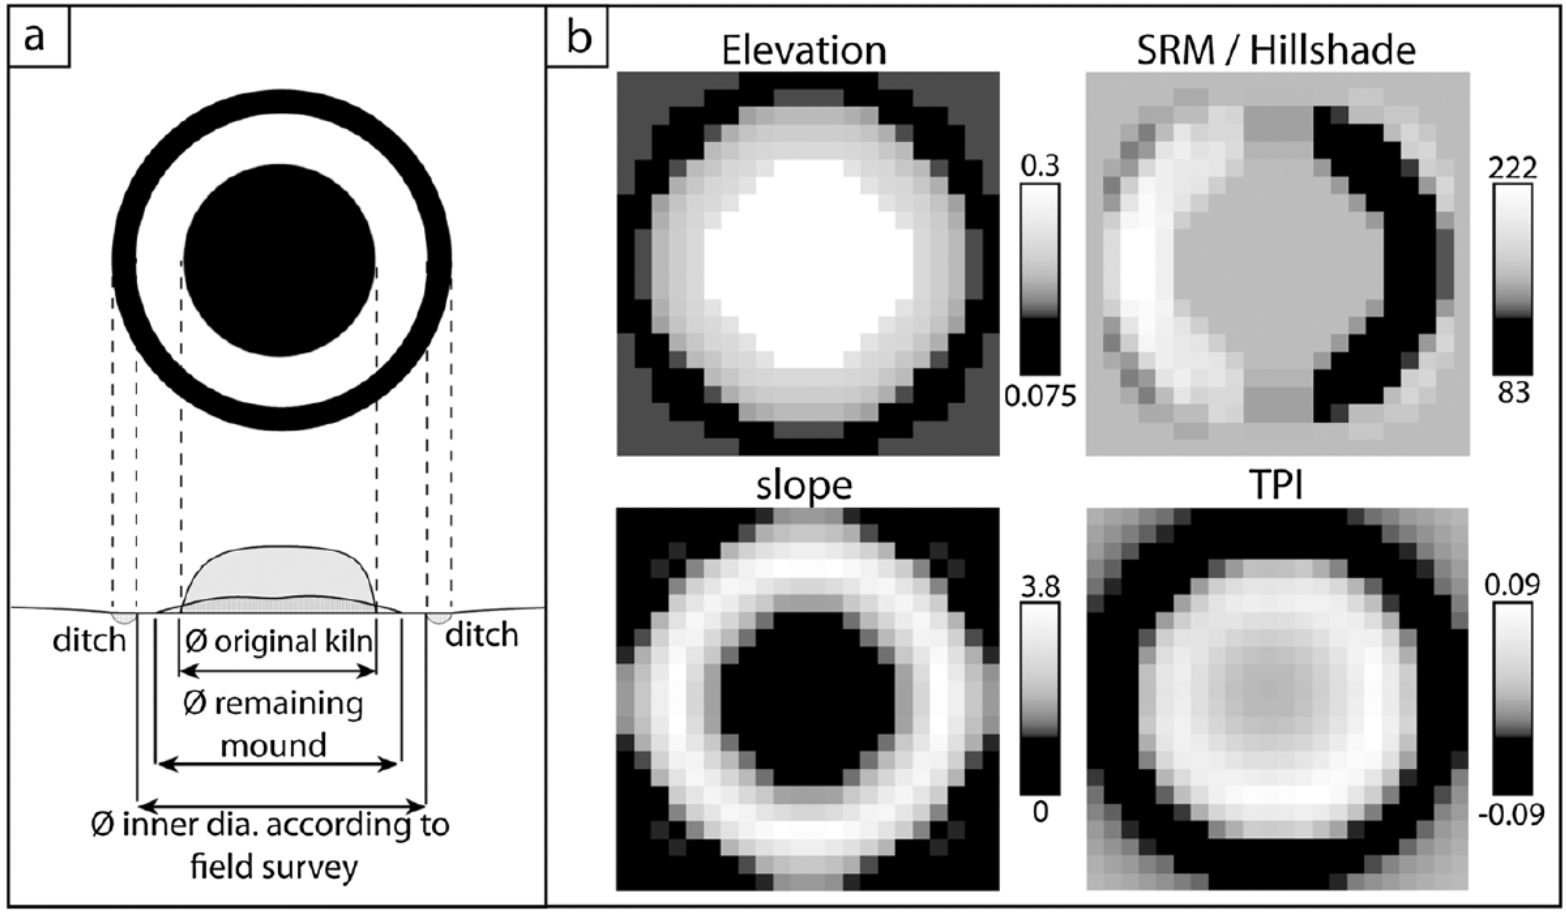 a
ditch
ditch
Ø original kiln
Ø remaining
mound
Ø inner dia. according to
field survey
b
Elevation
0.3
0.075
SRM / Hillshade
222
83
slope
3.8
0
TPI
0.09
-0.09